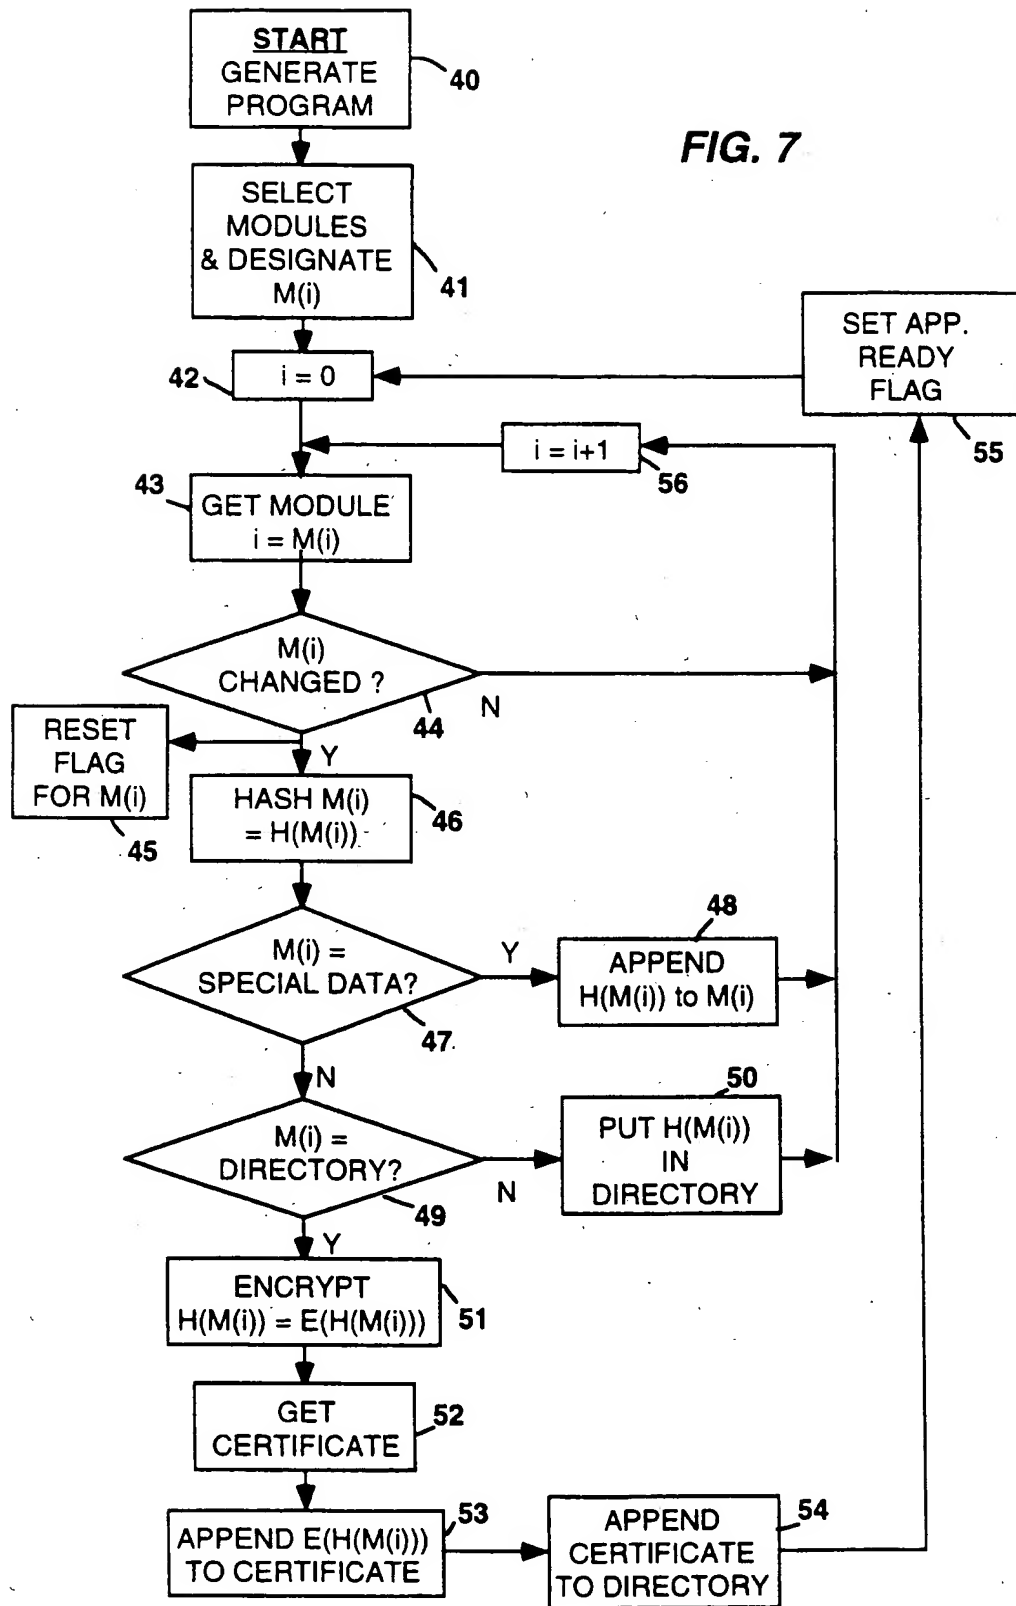 START
GENERATE
PROGRAM
40
FIG. 7
SELECT
MODULES
& DESIGNATE
M(i)
41
SET APP.
READY
FLAG
55
i = 0
42
i = i+1
56
43
GET MODULE
i = M(i)
M(i)
CHANGED ?
44
N
RESET
FLAG
FOR M(i)
45
Y
HASH M(i)
= H(M(i))
46
M(i) =
SPECIAL DATA?
47
Y
48
APPEND
H(M(i)) to M(i)
N
M(i) =
DIRECTORY?
49
N
50
PUT H(M(i))
IN
DIRECTORY
Y
ENCRYPT
H(M(i)) = E(H(M(i)))
51
GET
CERTIFICATE
52
APPEND E(H(M(i)))
TO CERTIFICATE
53
APPEND
CERTIFICATE
TO DIRECTORY
54